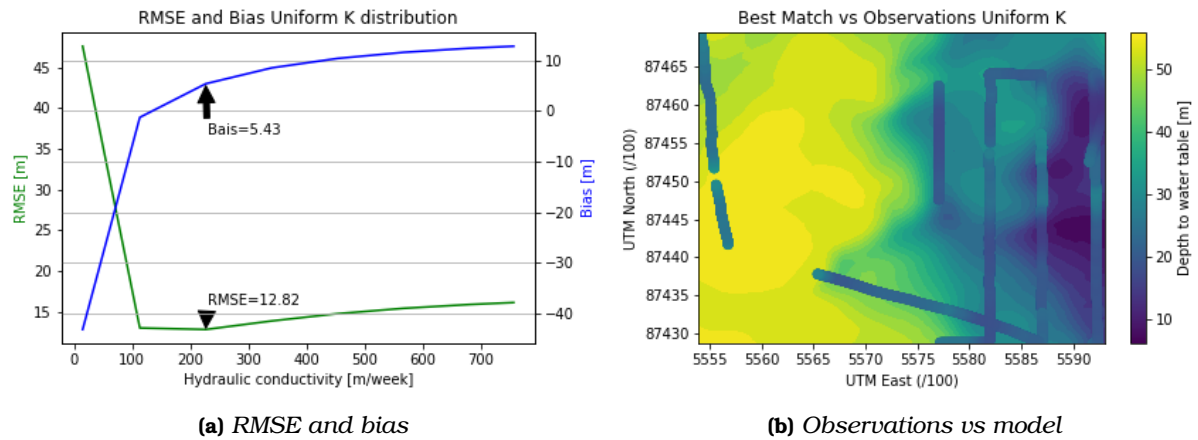 RMSE and Bias Uniform K distribution
45
40
35
30
25
20
15
RMSE [m]
10
0
−10
−20
−30
−40
Bias [m]
Bais=5.43
RMSE=12.82
0 100 200 300 400 500 600 700
Hydraulic conductivity [m/week]
(a) RMSE and bias
Best Match vs Observations Uniform K
87465
87460
87455
87450
87445
87440
87435
87430
UTM North (/100)
5555 5560 5565 5570 5575 5580 5585 5590
UTM East (/100)
50
40
30
20
10
Depth to water table [m]
(b) Observations vs model